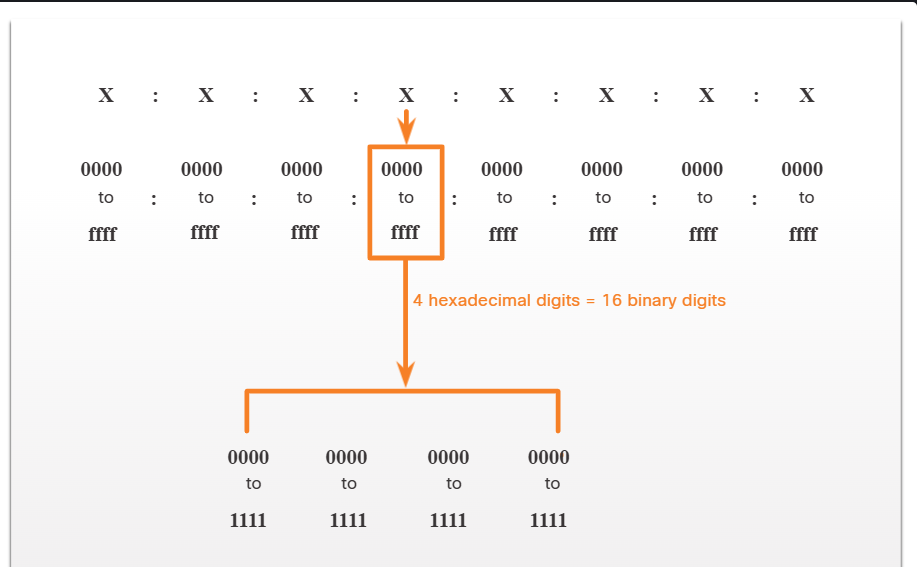 X : X : X : X : X : X : X : X
0000 0000 0000 0000 0000 0000 0000 0000
to : to : to : to : to : to : to : to
ffff ffff ffff ffff ffff ffff ffff ffff
4 hexadecimal digits = 16 binary digits
0000 0000 0000 0000
to to to to
1111 1111 1111 1111